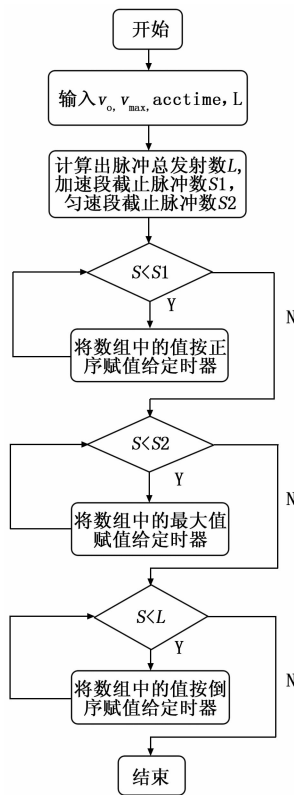 开始
输入vo,vmax,acctime,L
计算出脉冲总发射数L,
加速段截止脉冲数S1,
匀速段截止脉冲数S2
S<S1
Y
N
将数组中的值按正
序赋值给定时器
S<S2
Y
N
将数组中的最大值
赋值给定时器
S<L
Y
N
将数组中的值按倒
序赋值给定时器
结束